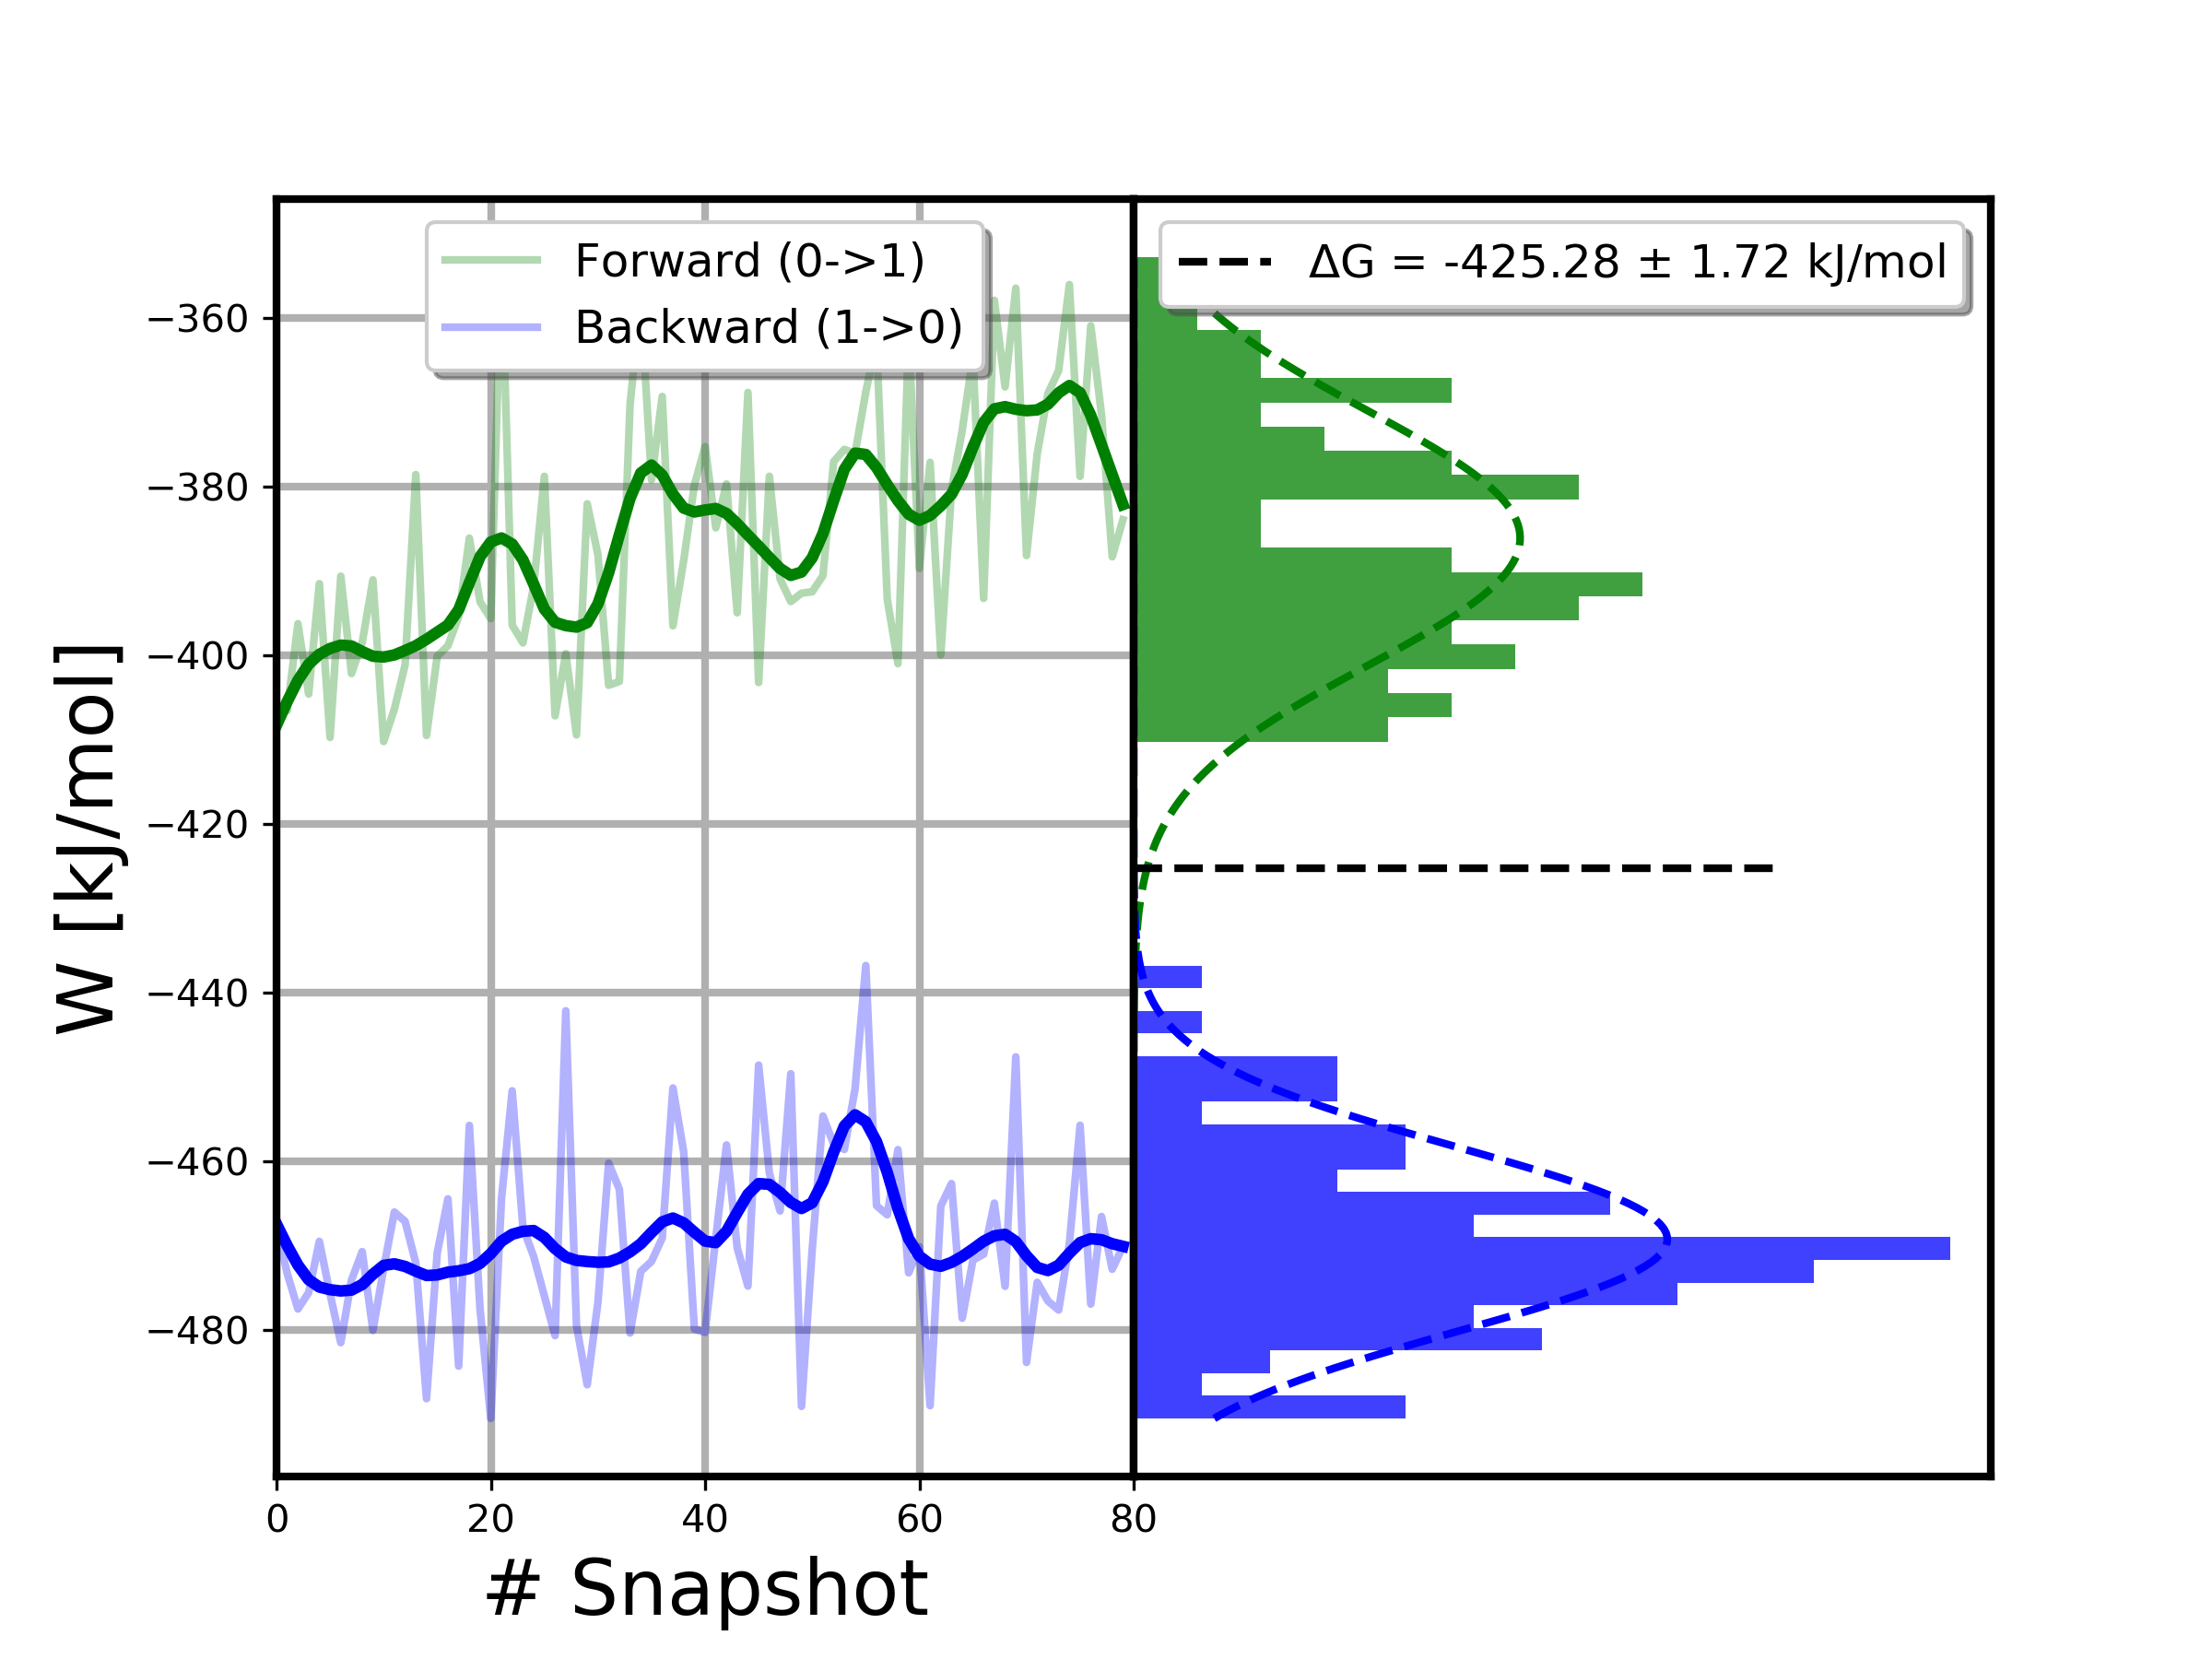 Forward (0->1)
Backward (1->0)
ΔG = -425.28 ± 1.72 kJ/mol
W [kJ/mol]
−360
−380
−400
−420
−440
−460
−480
0 20 40 60 80
# Snapshot